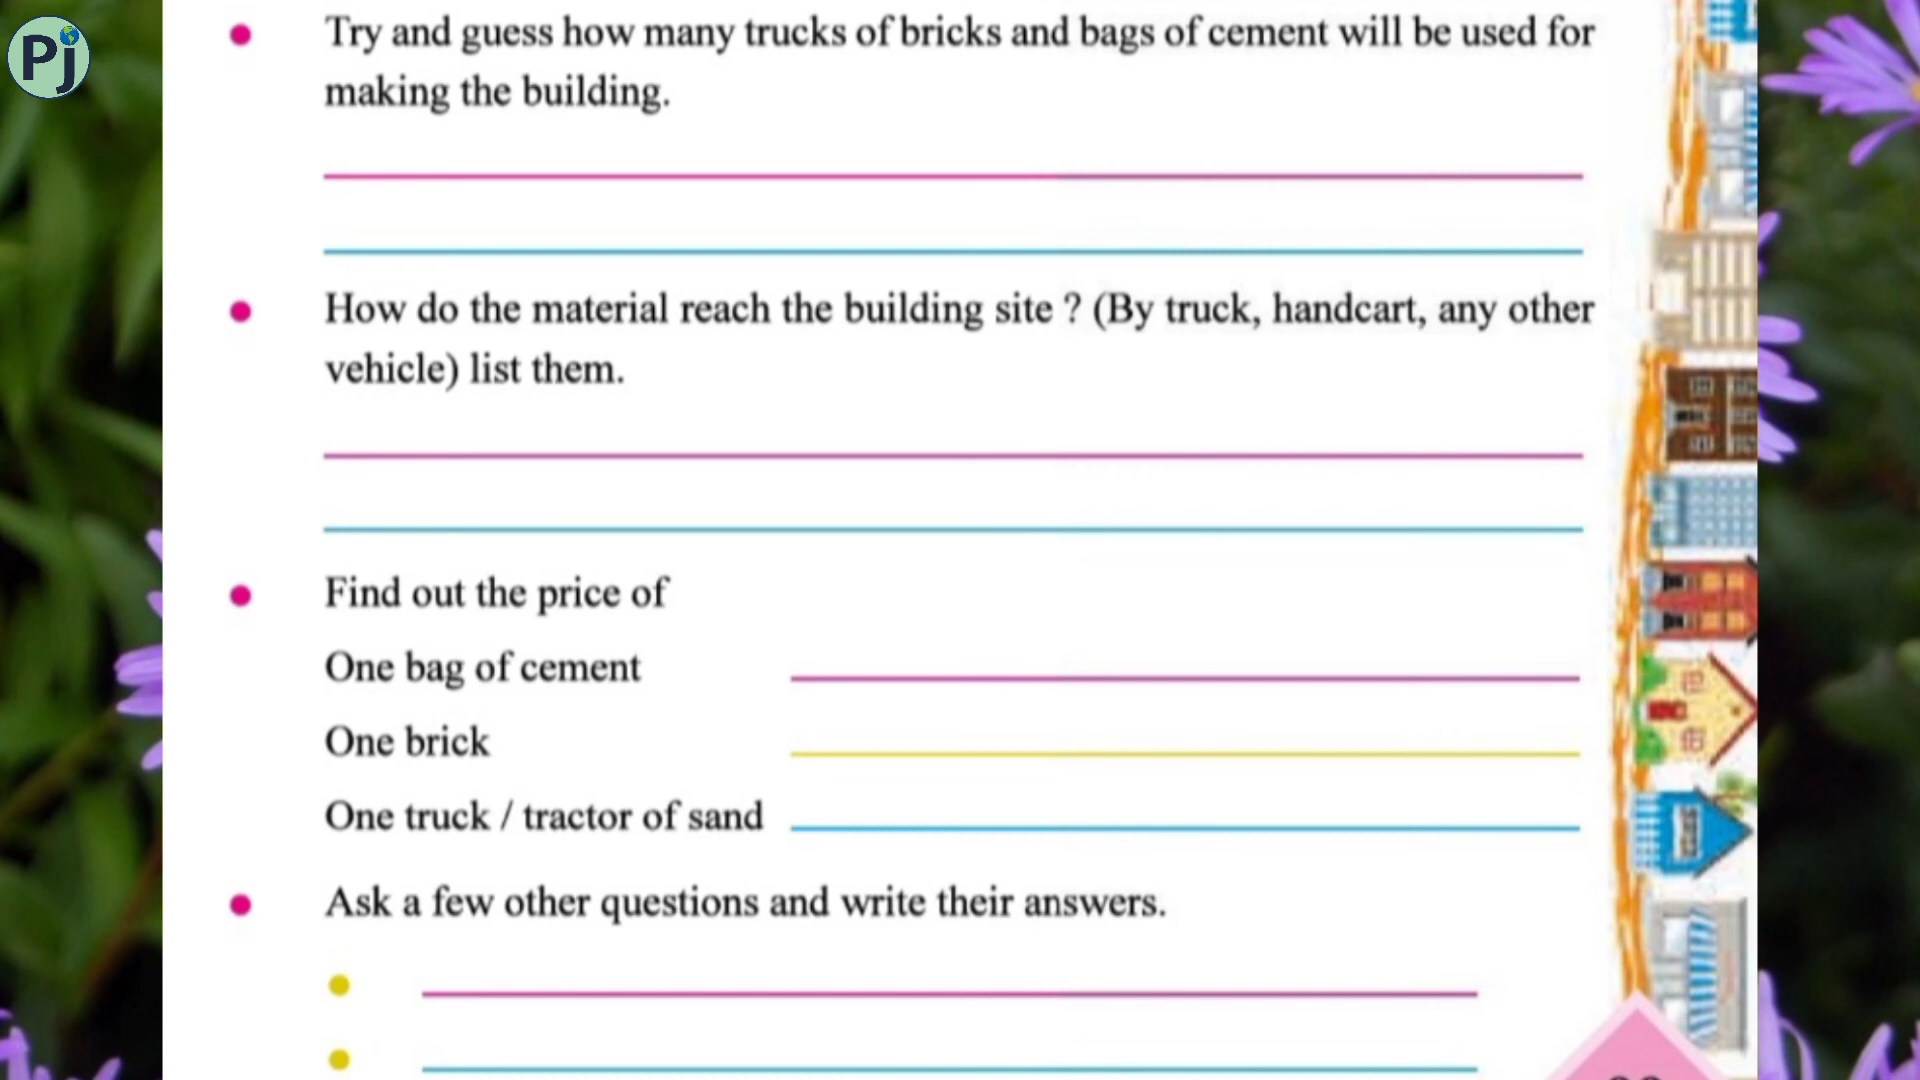 Pj
Try and guess how many trucks of bricks and bags of cement will be used for
making the building.
How do the material reach the building site ? (By truck, handcart, any other
vehicle) list them.
Find out the price of
One bag of cement
One brick
One truck / tractor of sand
Ask a few other questions and write their answers.